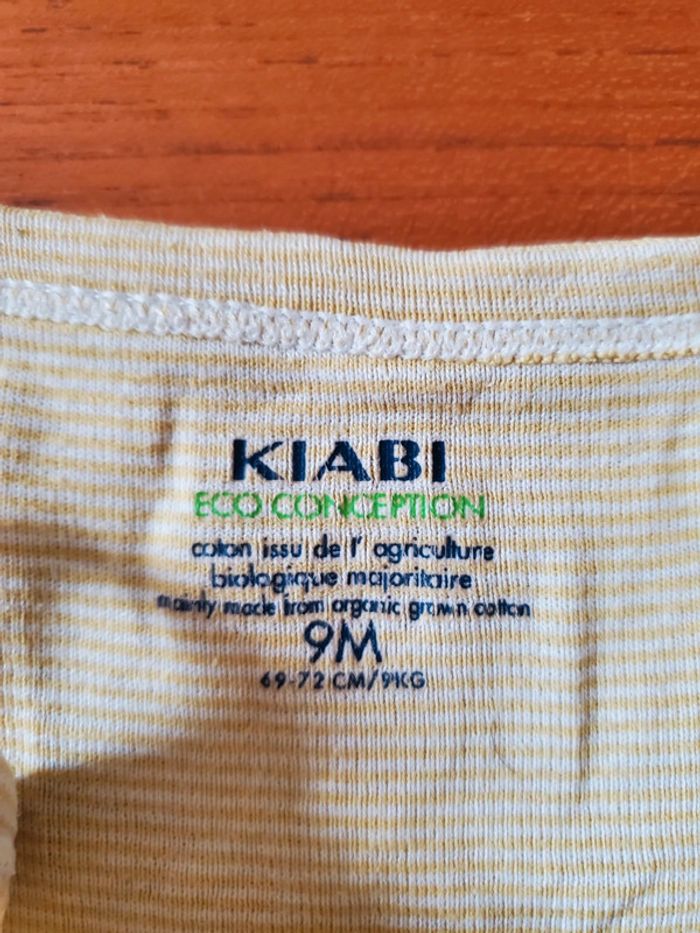 KIABI
ECO CONCEPTION
coton issu de l' agriculture
biologique majoritaire
mainly made from organic grown cotton
9M
69-72 CM/9KG